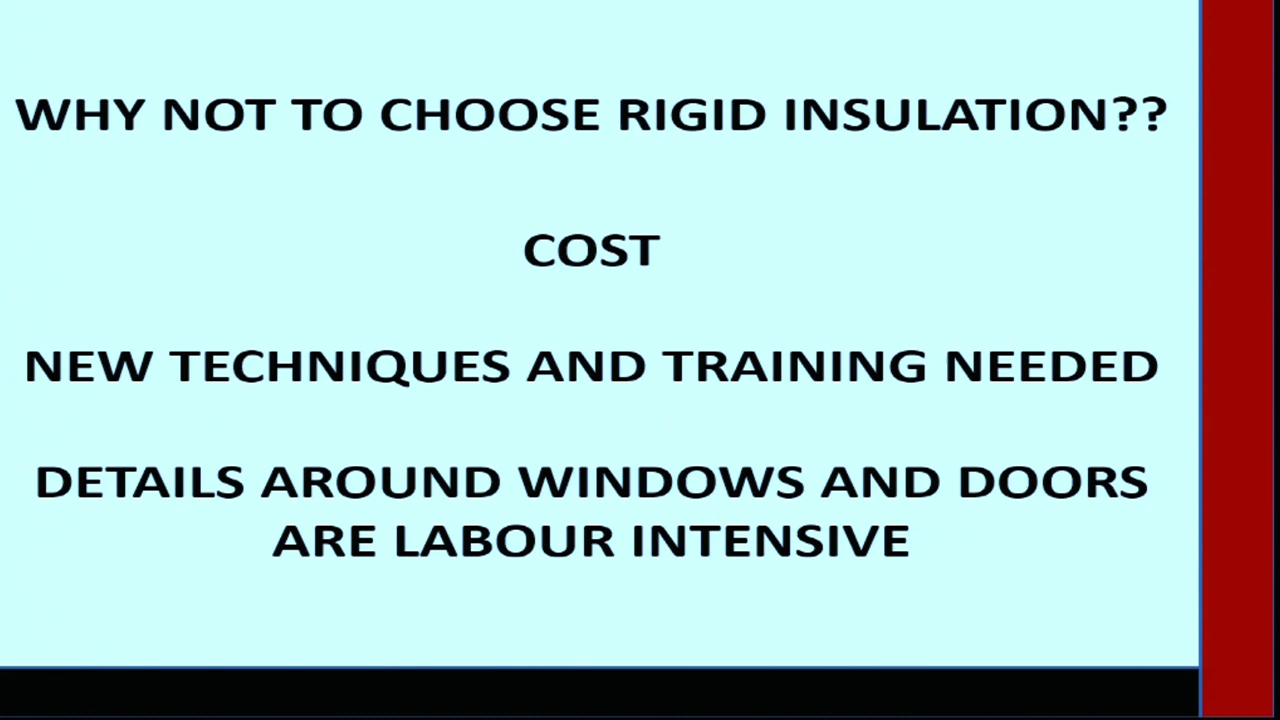 WHY NOT TO CHOOSE RIGID INSULATION??
COST
NEW TECHNIQUES AND TRAINING NEEDED
DETAILS AROUND WINDOWS AND DOORS
ARE LABOUR INTENSIVE